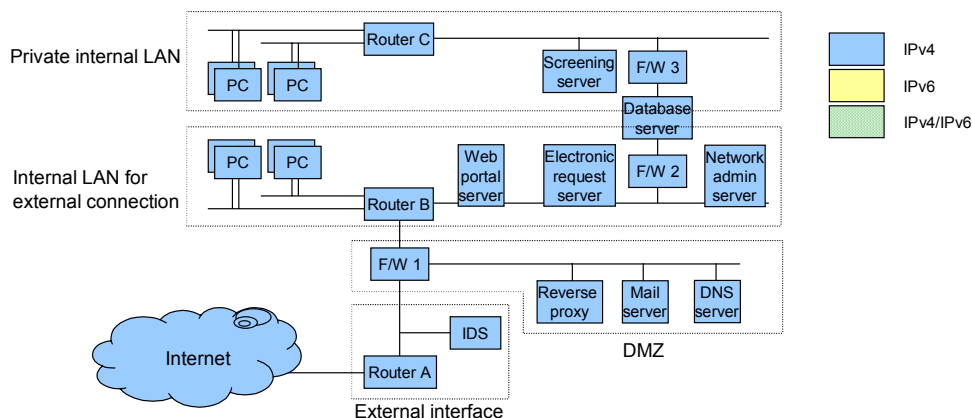 Private internal LAN
Router C
PC
PC
Screening
server
F/W 3
Database
server
Internal LAN for
external connection
PC
PC
Router B
Web
portal
server
Electronic
request
server
F/W 2
Network
admin
server
F/W 1
Reverse
proxy
Mail
server
DNS
server
DMZ
Internet
IDS
Router A
External interface
IPv4
IPv6
IPv4/IPv6